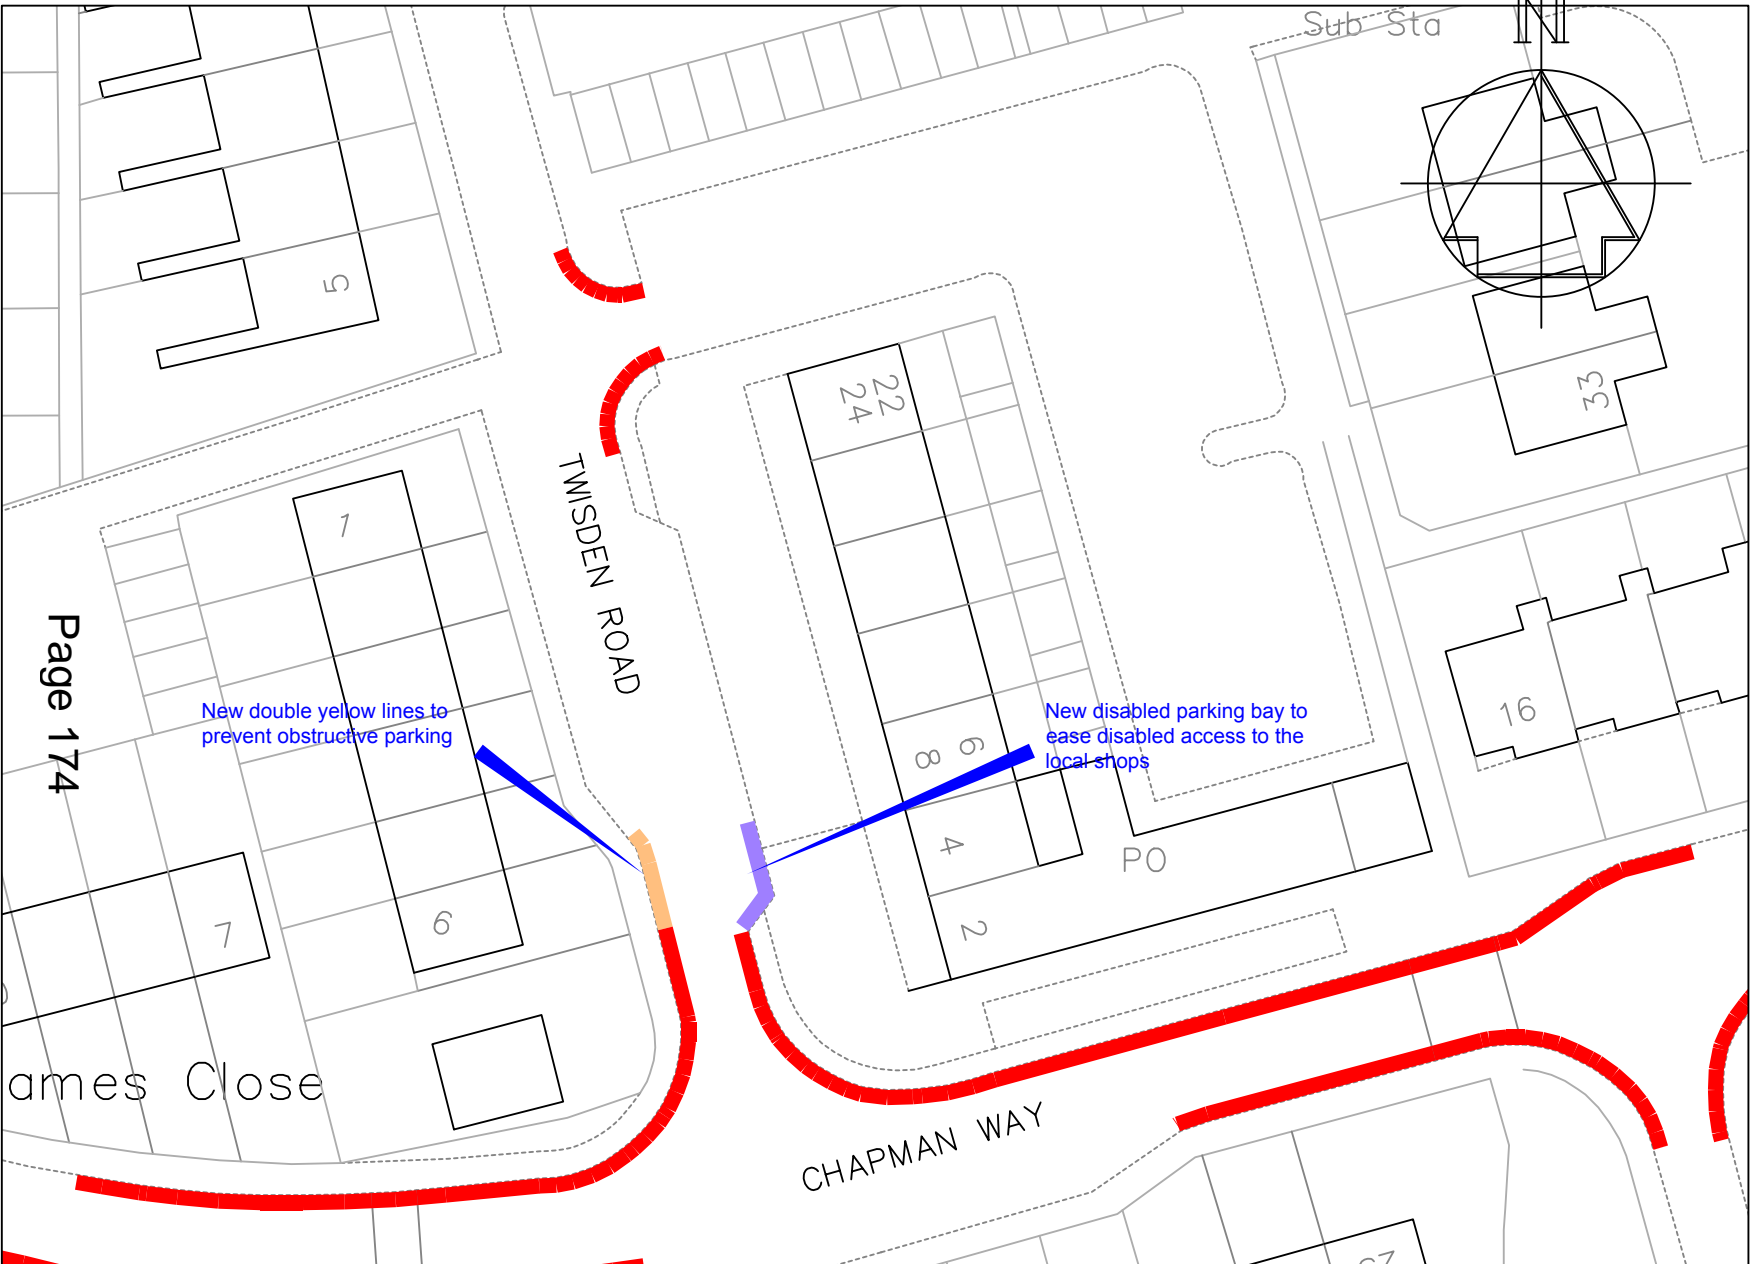 Sub Sta
N
5
24
22
33
1
TWISDEN ROAD
Page 174
New double yellow lines to
prevent obstructive parking
New disabled parking bay to
ease disabled access to the
local shops
16
8
6
4
PO
2
7
6
ames Close
CHAPMAN WAY